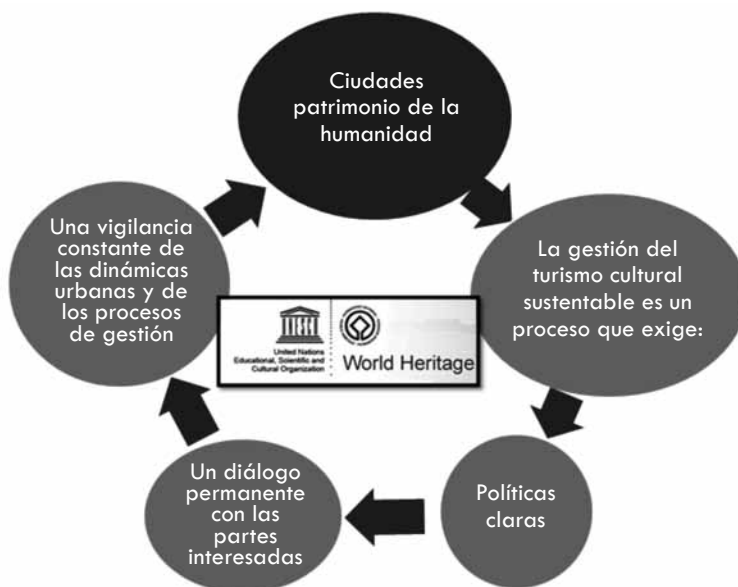 Ciudades
patrimonio de la
humanidad
La gestión del
turismo cultural
sustentable es un
proceso que exige:
Políticas
claras
Un diálogo
permanente
con las
partes
interesadas
Una vigilancia
constante de
las dinámicas
urbanas y de
los procesos
de gestión
UNESCO
United Nations
Educational, Scientific and
Cultural Organization
World Heritage